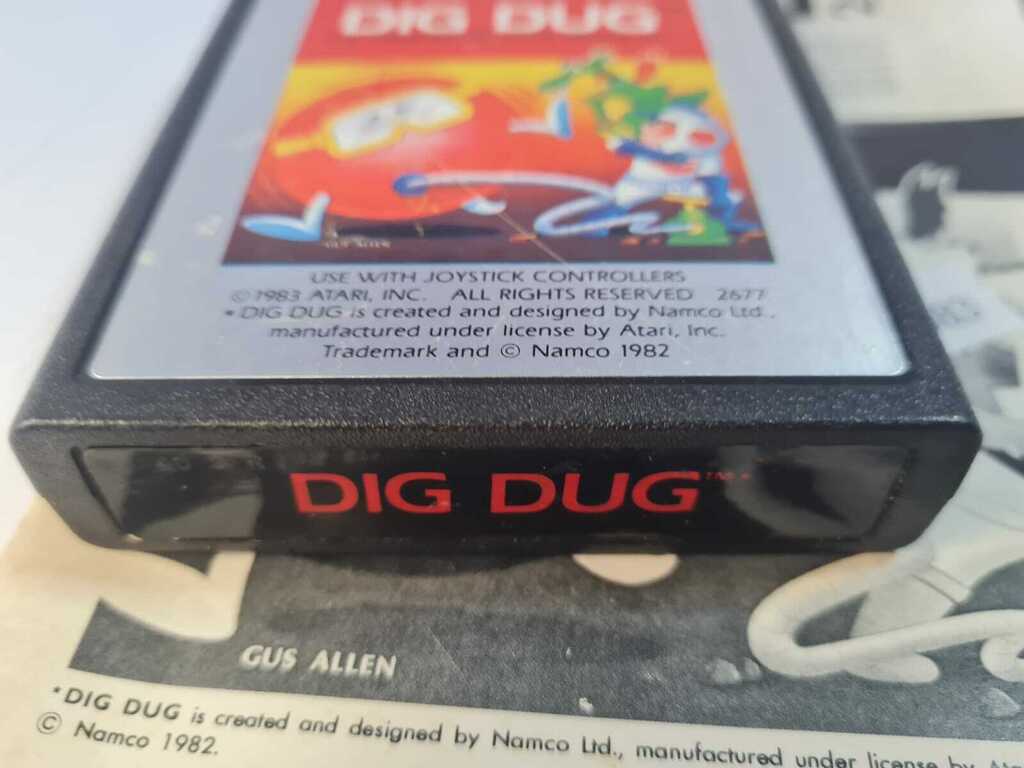 DIG DUG
GUS ALLEN
USE WITH JOYSTICK CONTROLLERS
© 1983 ATARI, INC. ALL RIGHTS RESERVED 2677
• DIG DUG is created and designed by Namco Ltd.,
manufactured under license by Atari, Inc.
Trademark and © Namco 1982
DIG DUG™•
GUS ALLEN
*DIG DUG is created and designed by Namco Ltd., manufactured under license by
© Namco 1982.